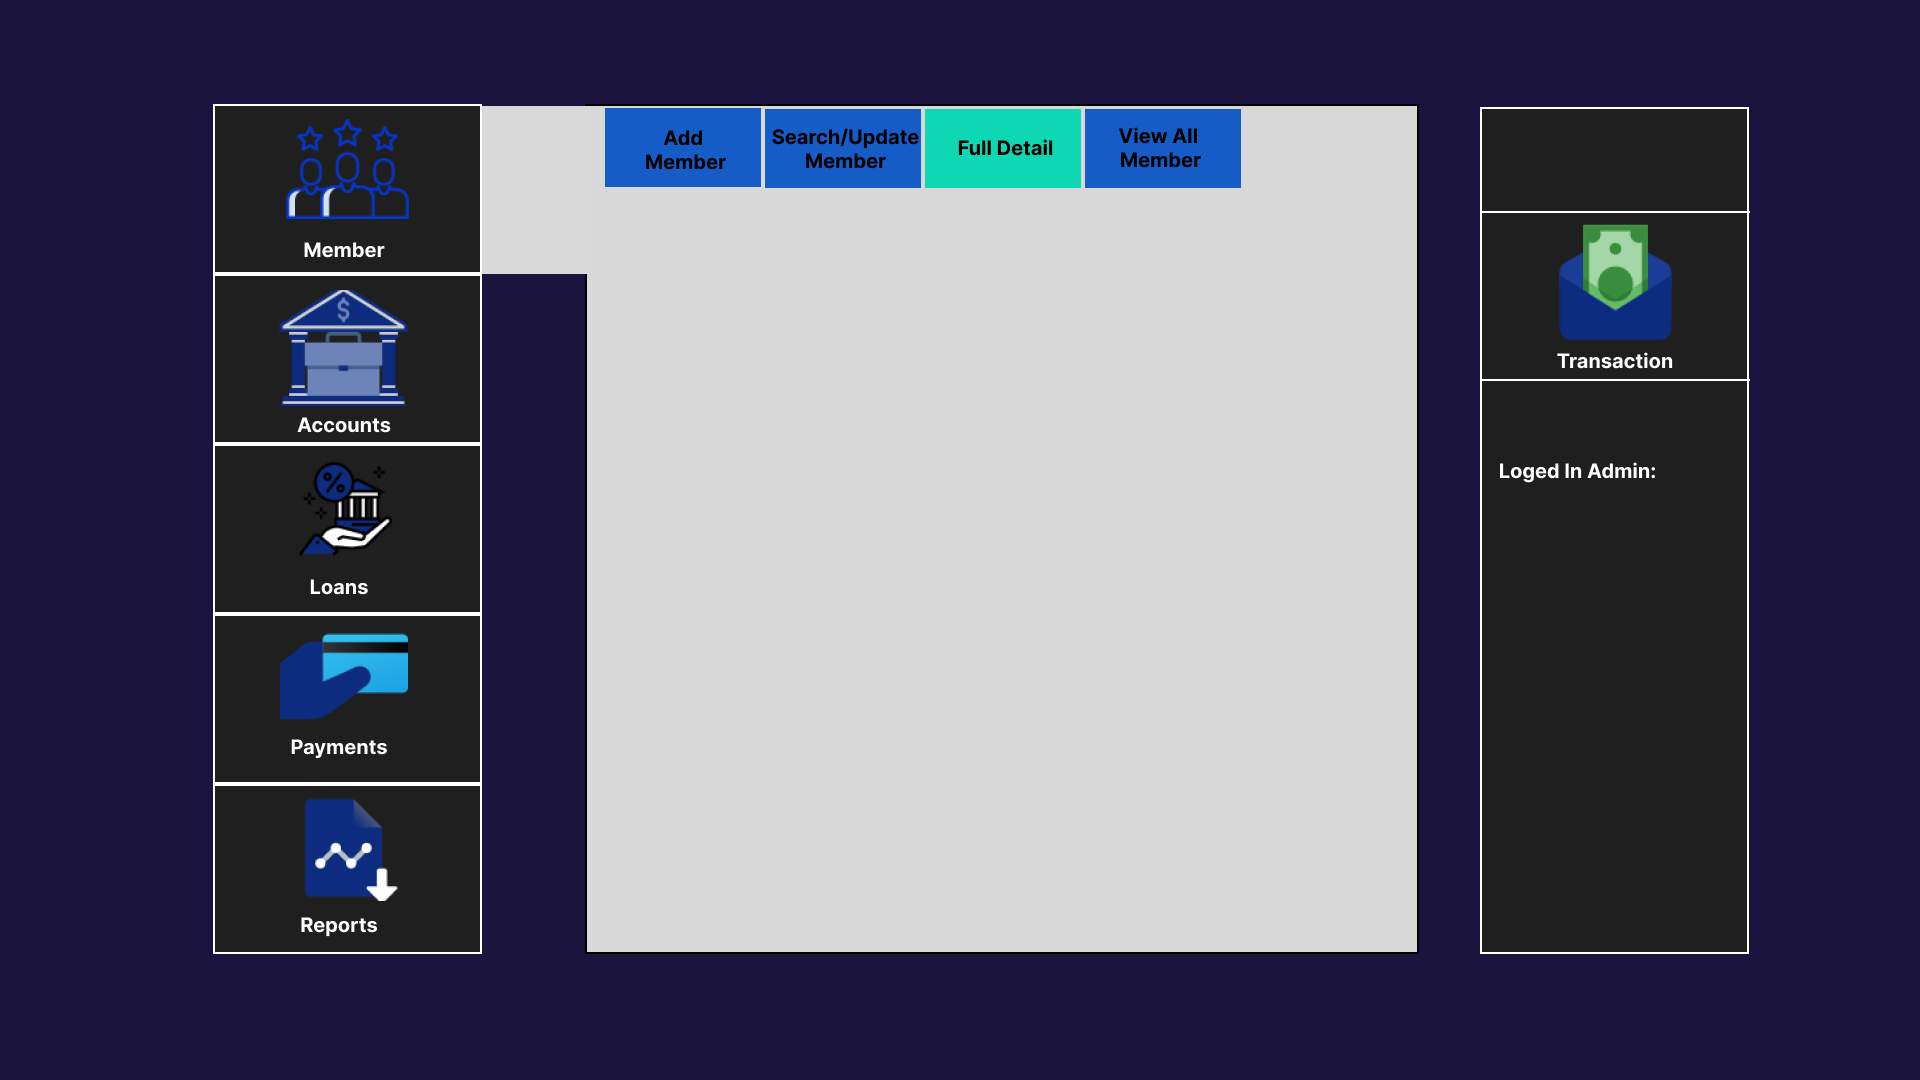 Member
Accounts
Loans
Payments
Reports
Add
Member
Search/Update
Member
Full Detail
View All
Member
Transaction
Loged In Admin:
$
%